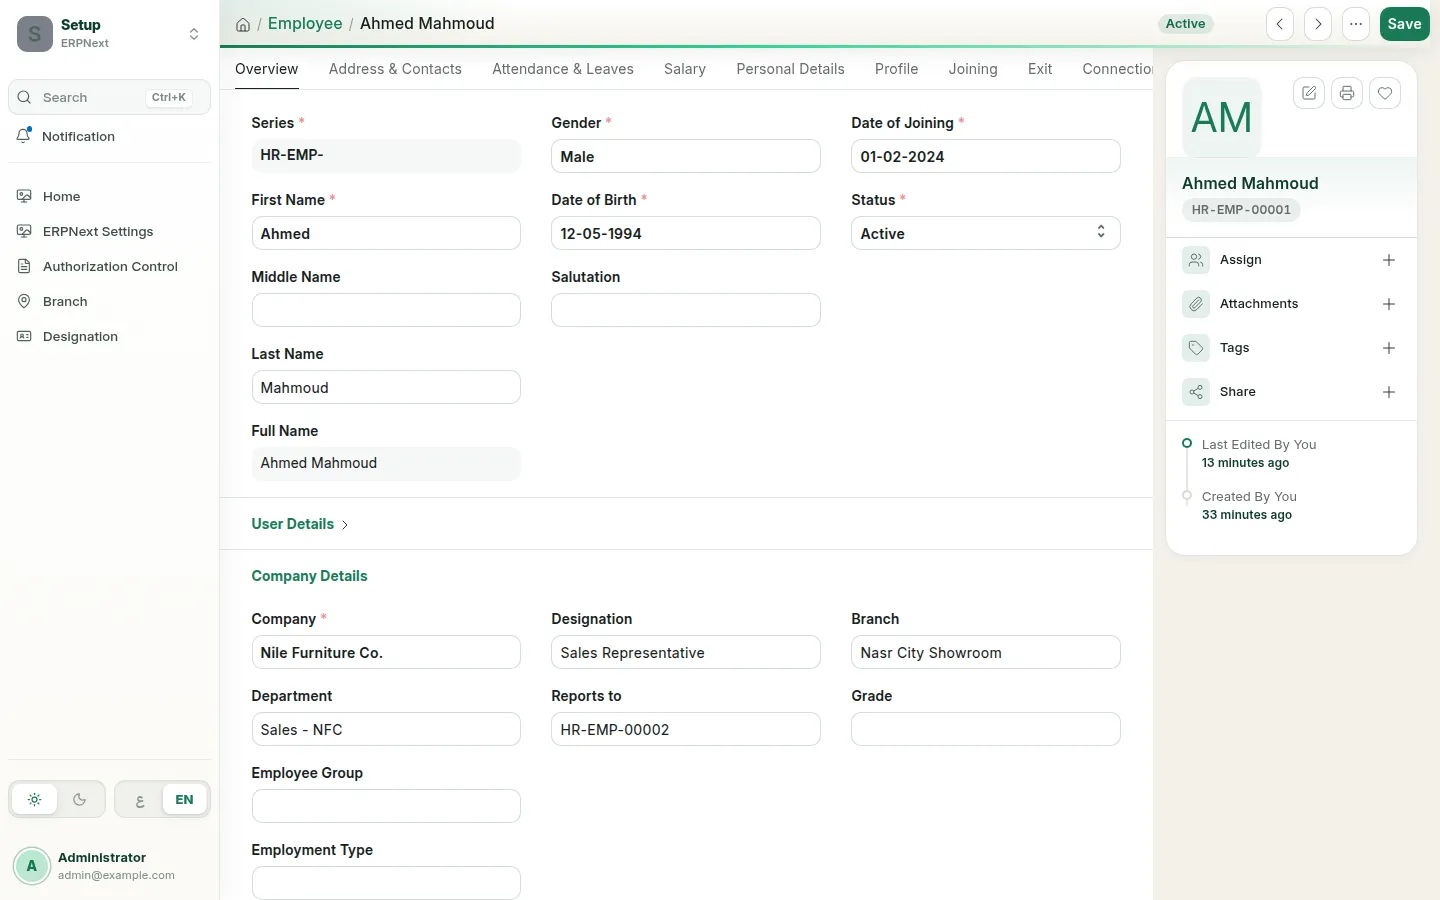 S
Setup
ERPNext
Search
Ctrl+K
Notification
Home
ERPNext Settings
Authorization Control
Branch
Designation
ع
EN
A
Administrator
admin@example.com
/ Employee / Ahmed Mahmoud
Active
Save
Overview
Address & Contacts
Attendance & Leaves
Salary
Personal Details
Profile
Joining
Exit
Connection
Series *
HR-EMP-
Gender *
Male
Date of Joining *
01-02-2024
First Name *
Ahmed
Date of Birth *
12-05-1994
Status *
Active
Middle Name
Salutation
Last Name
Mahmoud
Full Name
Ahmed Mahmoud
User Details
Company Details
Company *
Nile Furniture Co.
Designation
Sales Representative
Branch
Nasr City Showroom
Department
Sales - NFC
Reports to
HR-EMP-00002
Grade
Employee Group
Employment Type
AM
Ahmed Mahmoud
HR-EMP-00001
Assign
Attachments
Tags
Share
Last Edited By You
13 minutes ago
Created By You
33 minutes ago